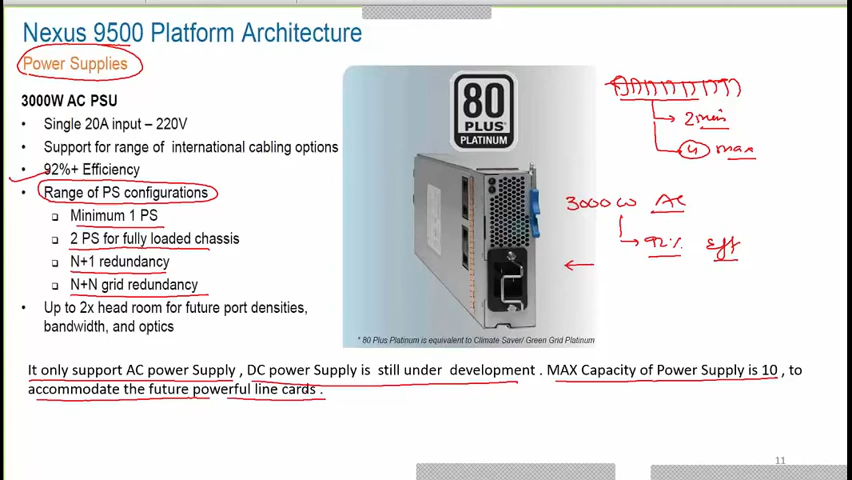 Nexus 9500 Platform Architecture
Power Supplies
3000W AC PSU
• Single 20A input – 220V
• Support for range of international cabling options
• 92%+ Efficiency
• Range of PS configurations
Minimum 1 PS
2 PS for fully loaded chassis
N+1 redundancy
N+N grid redundancy
• Up to 2x head room for future port densities,
bandwidth, and optics
80
PLUS
PLATINUM
* 80 Plus Platinum is equivalent to Climate Saver/ Green Grid Platinum
2 min
4 max
3000 W AC
92% Eff
It only support AC power Supply , DC power Supply is still under development . MAX Capacity of Power Supply is 10 , to
accommodate the future powerful line cards .
11